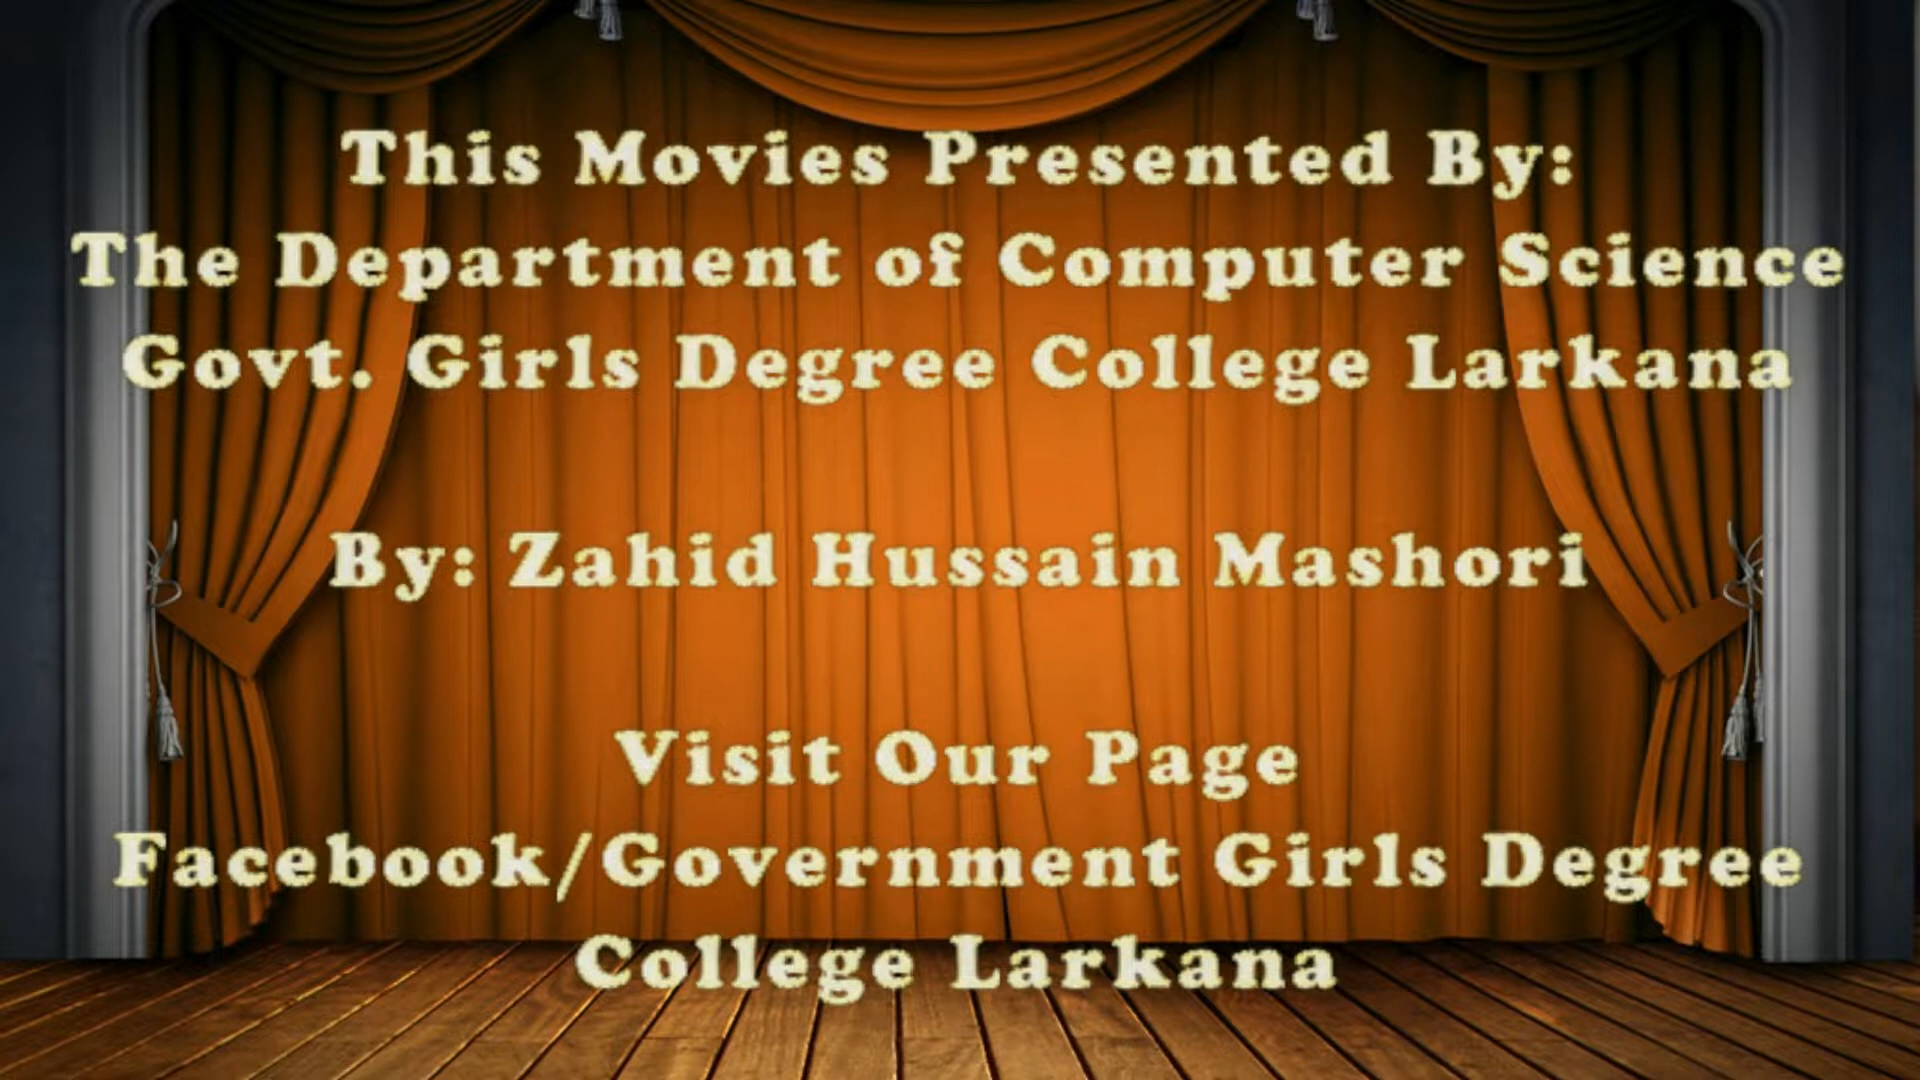 This Movies Presented By:
The Department of Computer Science
Govt. Girls Degree College Larkana
By: Zahid Hussain Mashori
Visit Our Page
Facebook/Government Girls Degree
College Larkana